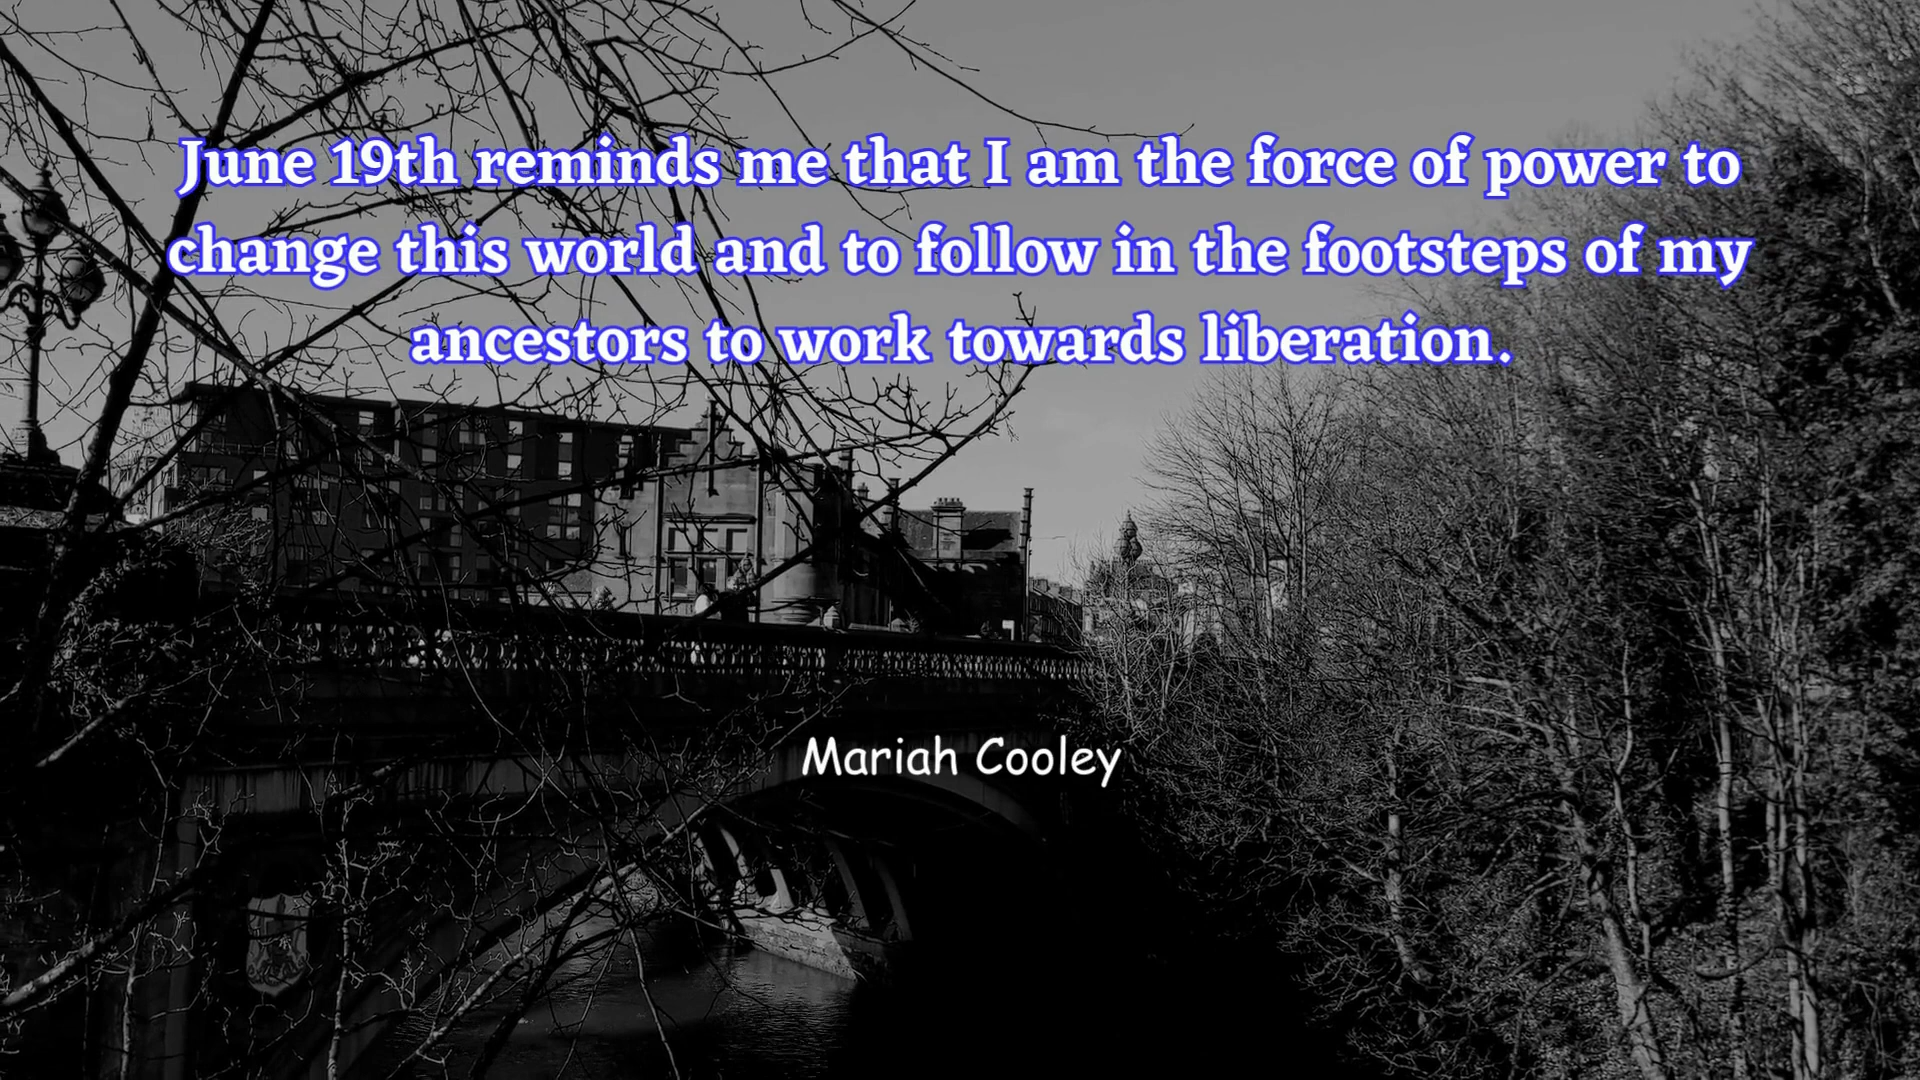 June 19th reminds me that I am the force of power to
change this world and to follow in the footsteps of my
ancestors to work towards liberation.
Mariah Cooley